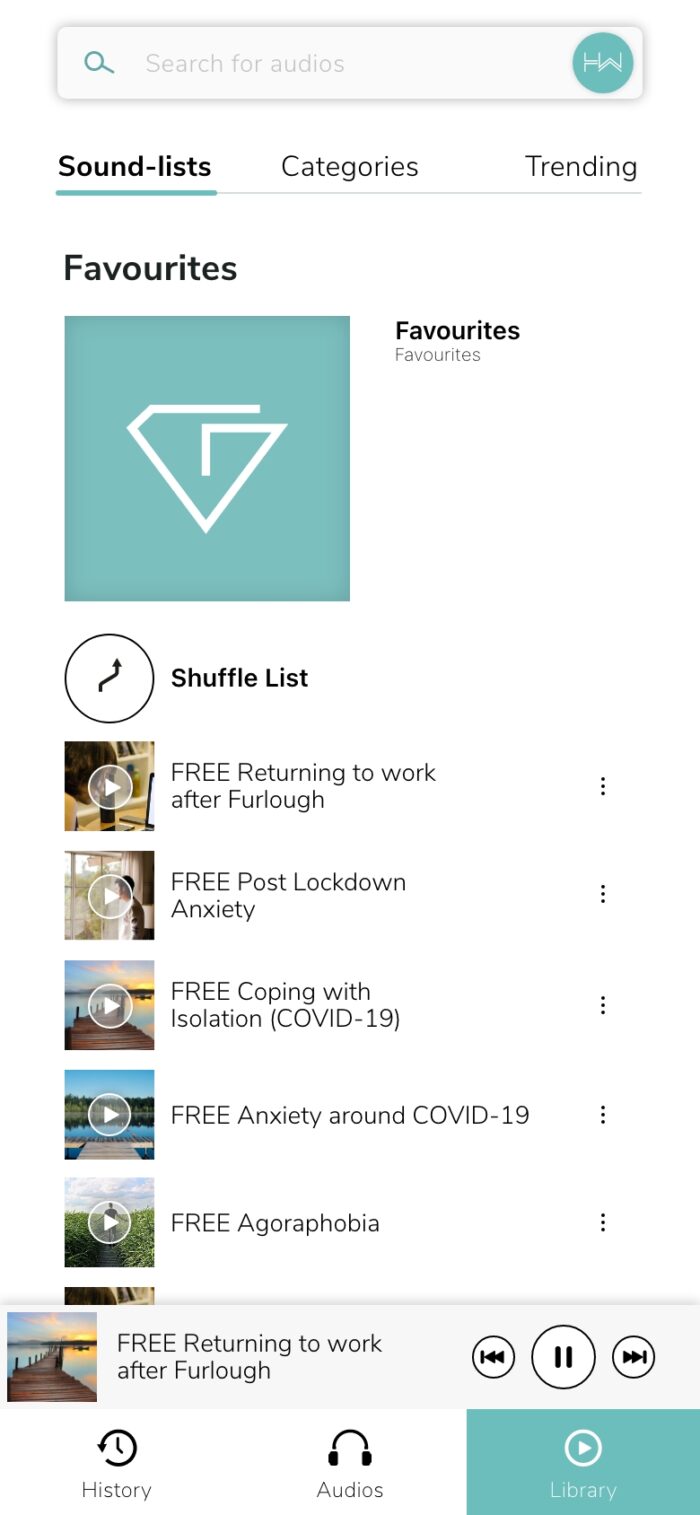 Search for audios
HW
Sound-lists Categories Trending
Favourites
Favourites
Favourites
Shuffle List
FREE Returning to work
after Furlough
FREE Post Lockdown
Anxiety
FREE Coping with
Isolation (COVID-19)
FREE Anxiety around COVID-19
FREE Agoraphobia
FREE Returning to work
after Furlough
History Audios Library